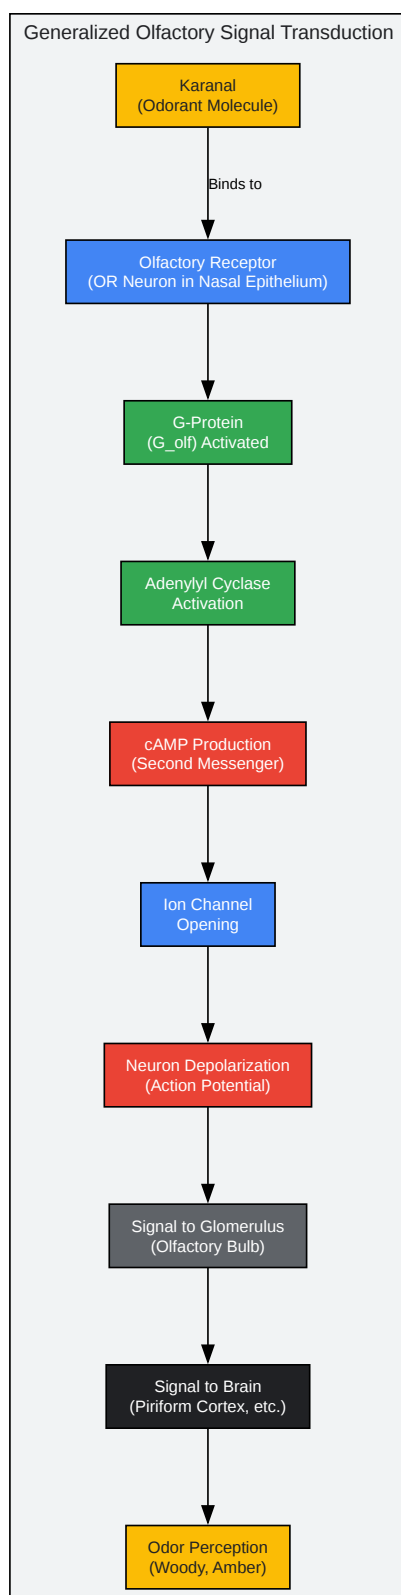 Generalized Olfactory Signal Transduction
Karanal
(Odorant Molecule)
Binds to
Olfactory Receptor
(OR Neuron in Nasal Epithelium)
G-Protein
(G_olf) Activated
Adenylyl Cyclase
Activation
cAMP Production
(Second Messenger)
Ion Channel
Opening
Neuron Depolarization
(Action Potential)
Signal to Glomerulus
(Olfactory Bulb)
Signal to Brain
(Piriform Cortex, etc.)
Odor Perception
(Woody, Amber)